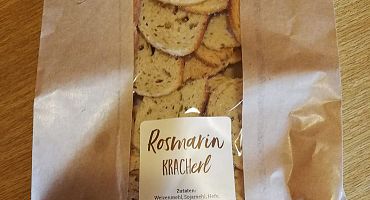 Rosmarin
KRACHerl
Zutaten:
Weizenmehl, Sojamehl, Hefe,